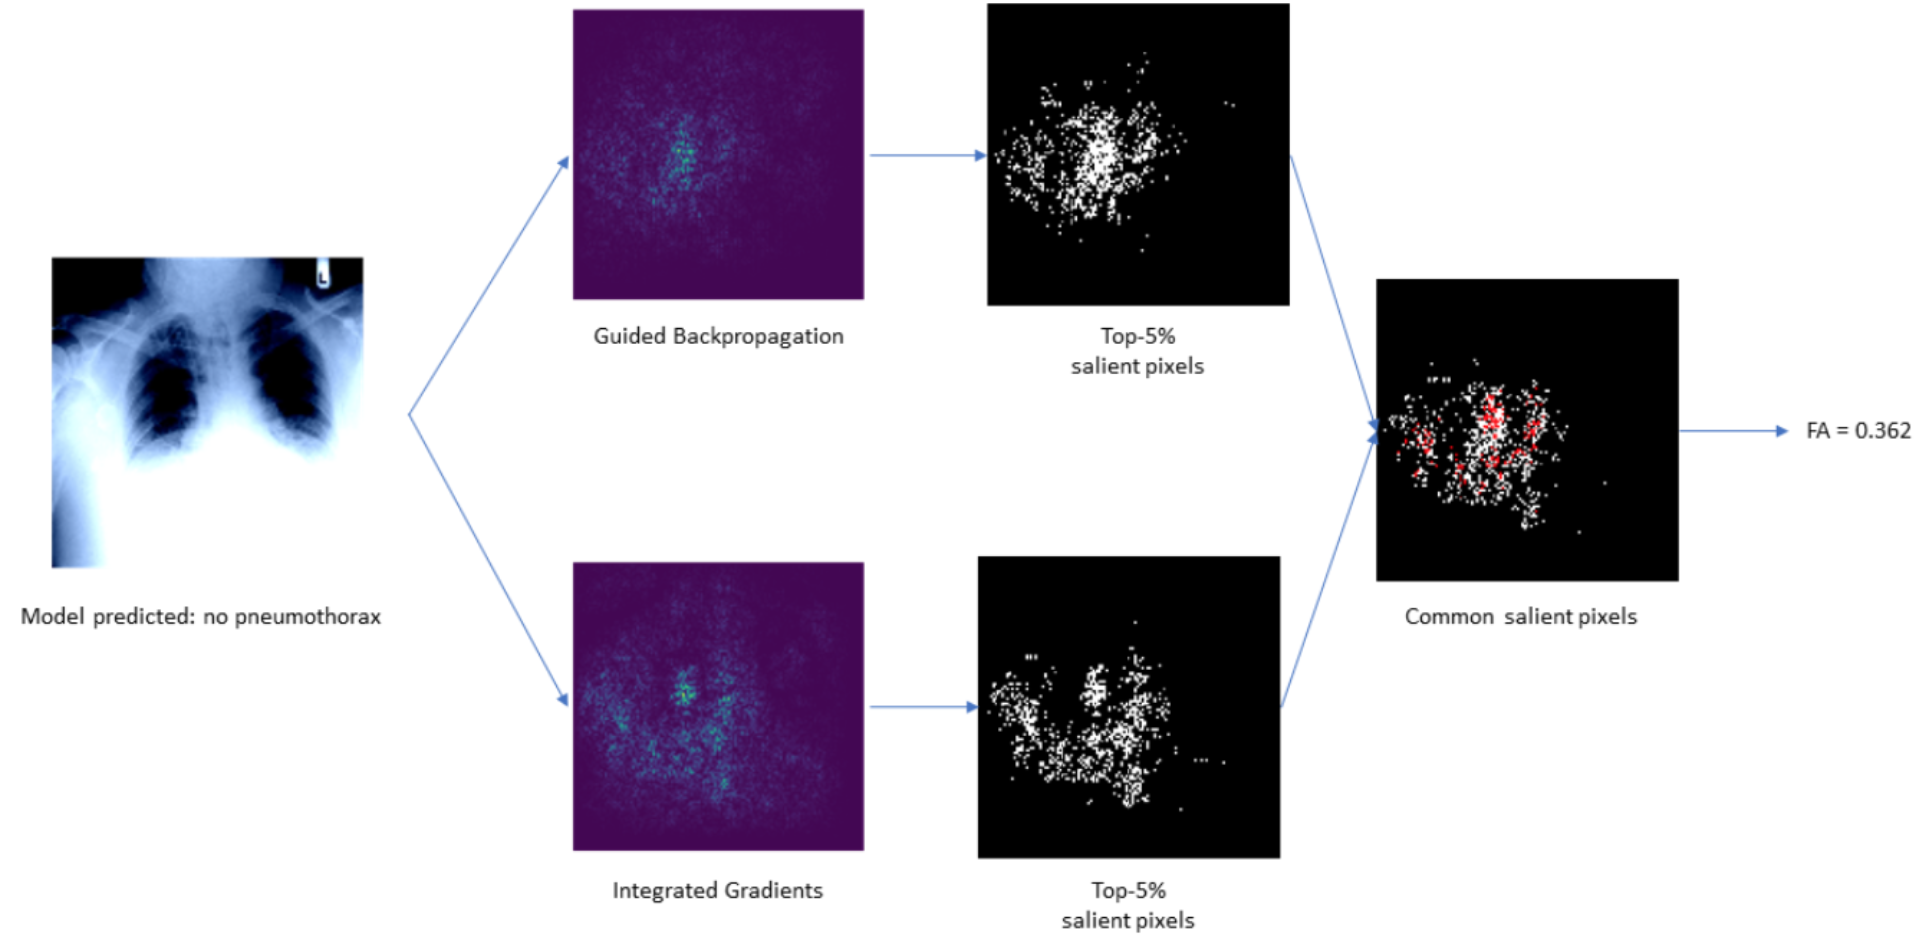 L
Model predicted: no pneumothorax
Guided Backpropagation
Top-5%
salient pixels
Integrated Gradients
Top-5%
salient pixels
Common salient pixels
FA = 0.362